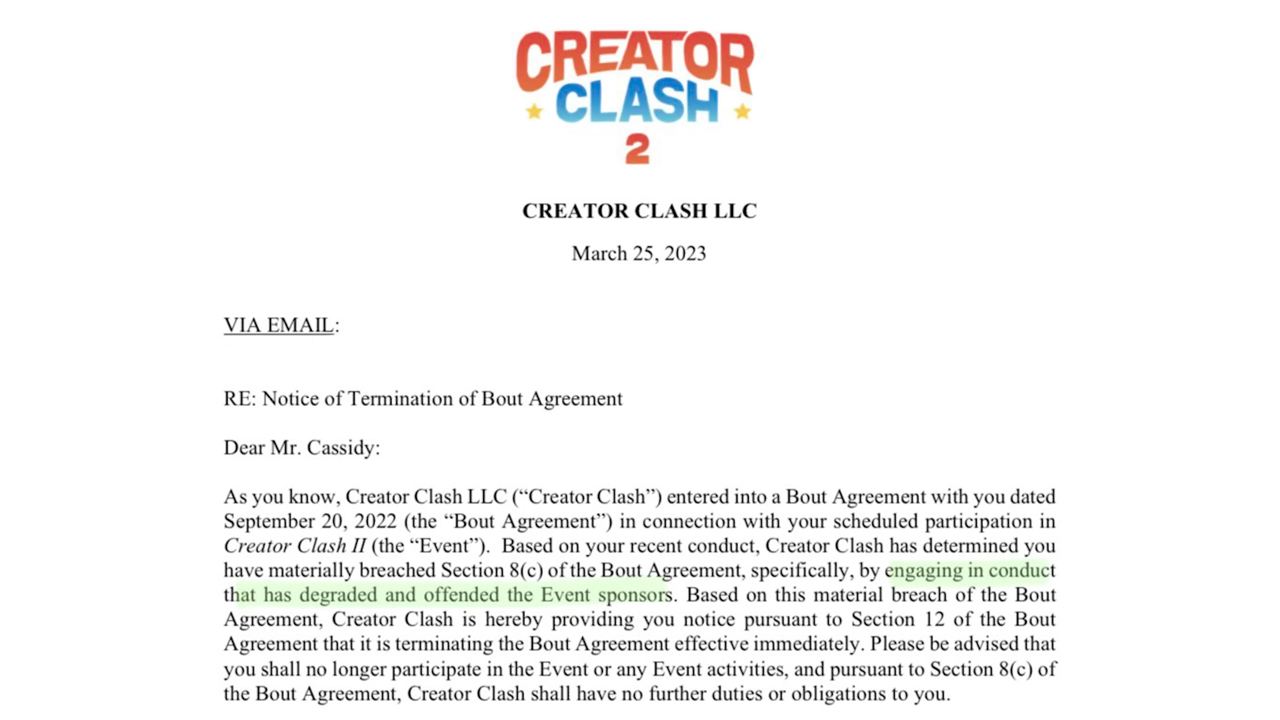 CREATOR
CLASH
2
CREATOR CLASH LLC
March 25, 2023
VIA EMAIL:
RE: Notice of Termination of Bout Agreement
Dear Mr. Cassidy:
As you know, Creator Clash LLC (“Creator Clash”) entered into a Bout Agreement with you dated
September 20, 2022 (the “Bout Agreement”) in connection with your scheduled participation in
Creator Clash II (the “Event”).  Based on your recent conduct, Creator Clash has determined you
have materially breached Section 8(c) of the Bout Agreement, specifically, by engaging in conduct
that has degraded and offended the Event sponsors. Based on this material breach of the Bout
Agreement, Creator Clash is hereby providing you notice pursuant to Section 12 of the Bout
Agreement that it is terminating the Bout Agreement effective immediately. Please be advised that
you shall no longer participate in the Event or any Event activities, and pursuant to Section 8(c) of
the Bout Agreement, Creator Clash shall have no further duties or obligations to you.